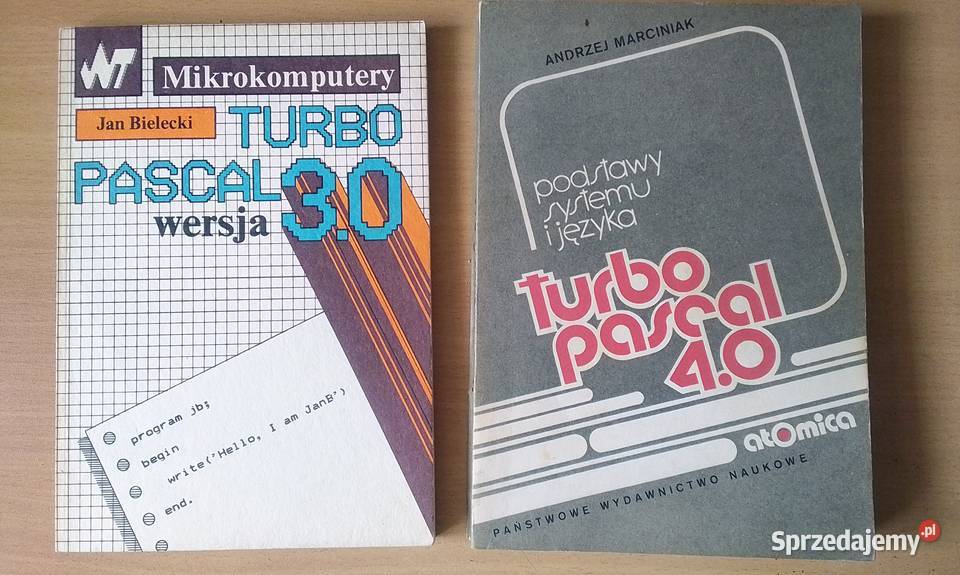 WNT
Mikrokomputery
Jan Bielecki
TURBO
PASCAL 3.0
wersja
program jb;
begin
write('Hello, I am JanB')
end.
ANDRZEJ MARCINIAK
podstawy
systemu
i języka
turbo
pascal
4.0
atomica
PAŃSTWOWE WYDAWNICTWO NAUKOWE
Sprzedajemy.pl